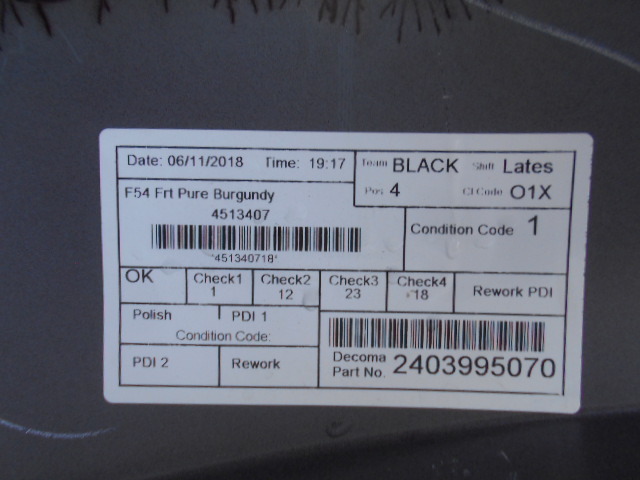 Date: 06/11/2018 Time: 19:17
Team BLACK Shift Lates
Pos 4 Cl Code O1X
F54 Frt Pure Burgundy
4513407
'451340718'
Condition Code 1
OK
Check1
1
Check2
12
Check3
23
Check4
18
Rework PDI
Polish
PDI 1
Condition Code:
PDI 2
Rework
Decoma
Part No. 2403995070